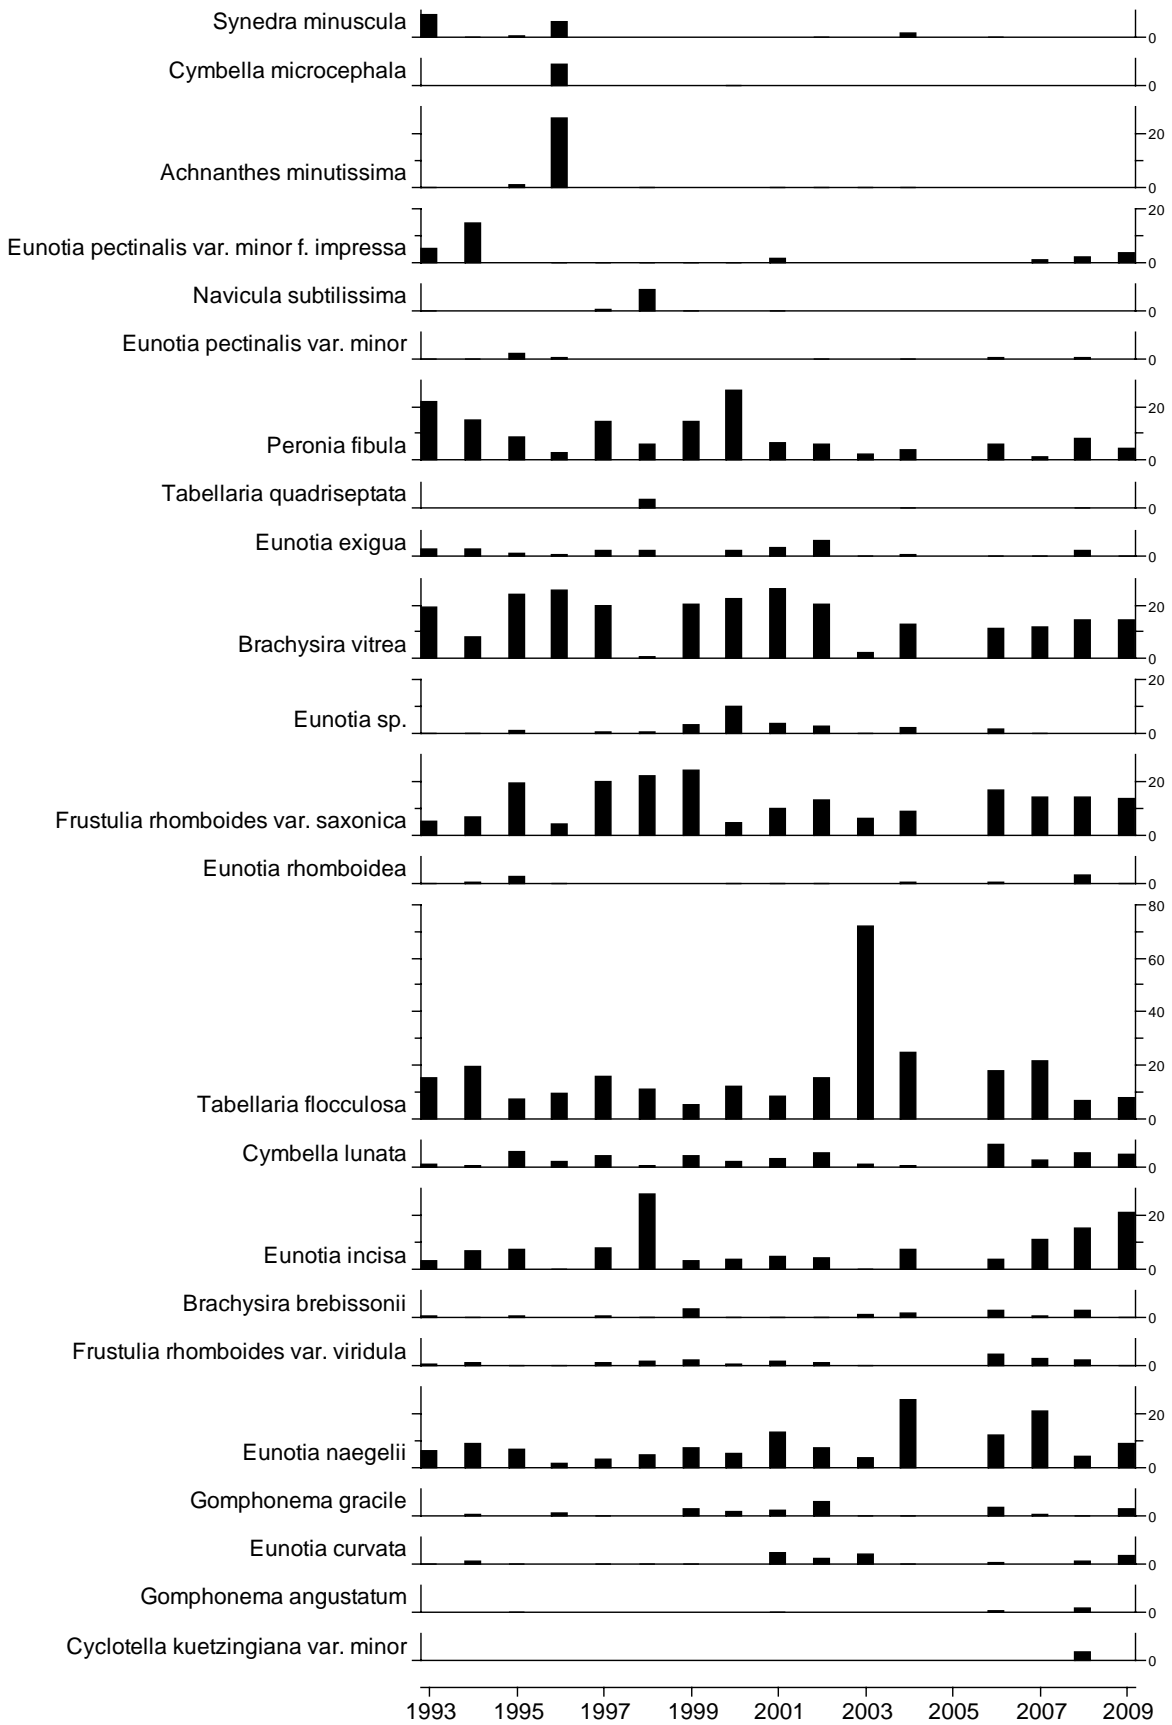 Synedra minuscula
0
Cymbella microcephala
0
20
Achnanthes minutissima
0
20
Eunotia pectinalis var. minor f. impressa
0
Navicula subtilissima
0
Eunotia pectinalis var. minor
0
20
Peronia fibula
0
Tabellaria quadriseptata
0
Eunotia exigua
0
20
Brachysira vitrea
0
20
Eunotia sp.
0
20
Frustulia rhomboides var. saxonica
0
Eunotia rhomboidea
0
80
60
40
20
Tabellaria flocculosa
0
Cymbella lunata
0
20
Eunotia incisa
0
Brachysira brebissonii
0
Frustulia rhomboides var. viridula
0
20
Eunotia naegelii
0
Gomphonema gracile
0
Eunotia curvata
0
Gomphonema angustatum
0
Cyclotella kuetzingiana var. minor
0
1993 1995 1997 1999 2001 2003 2005 2007 2009